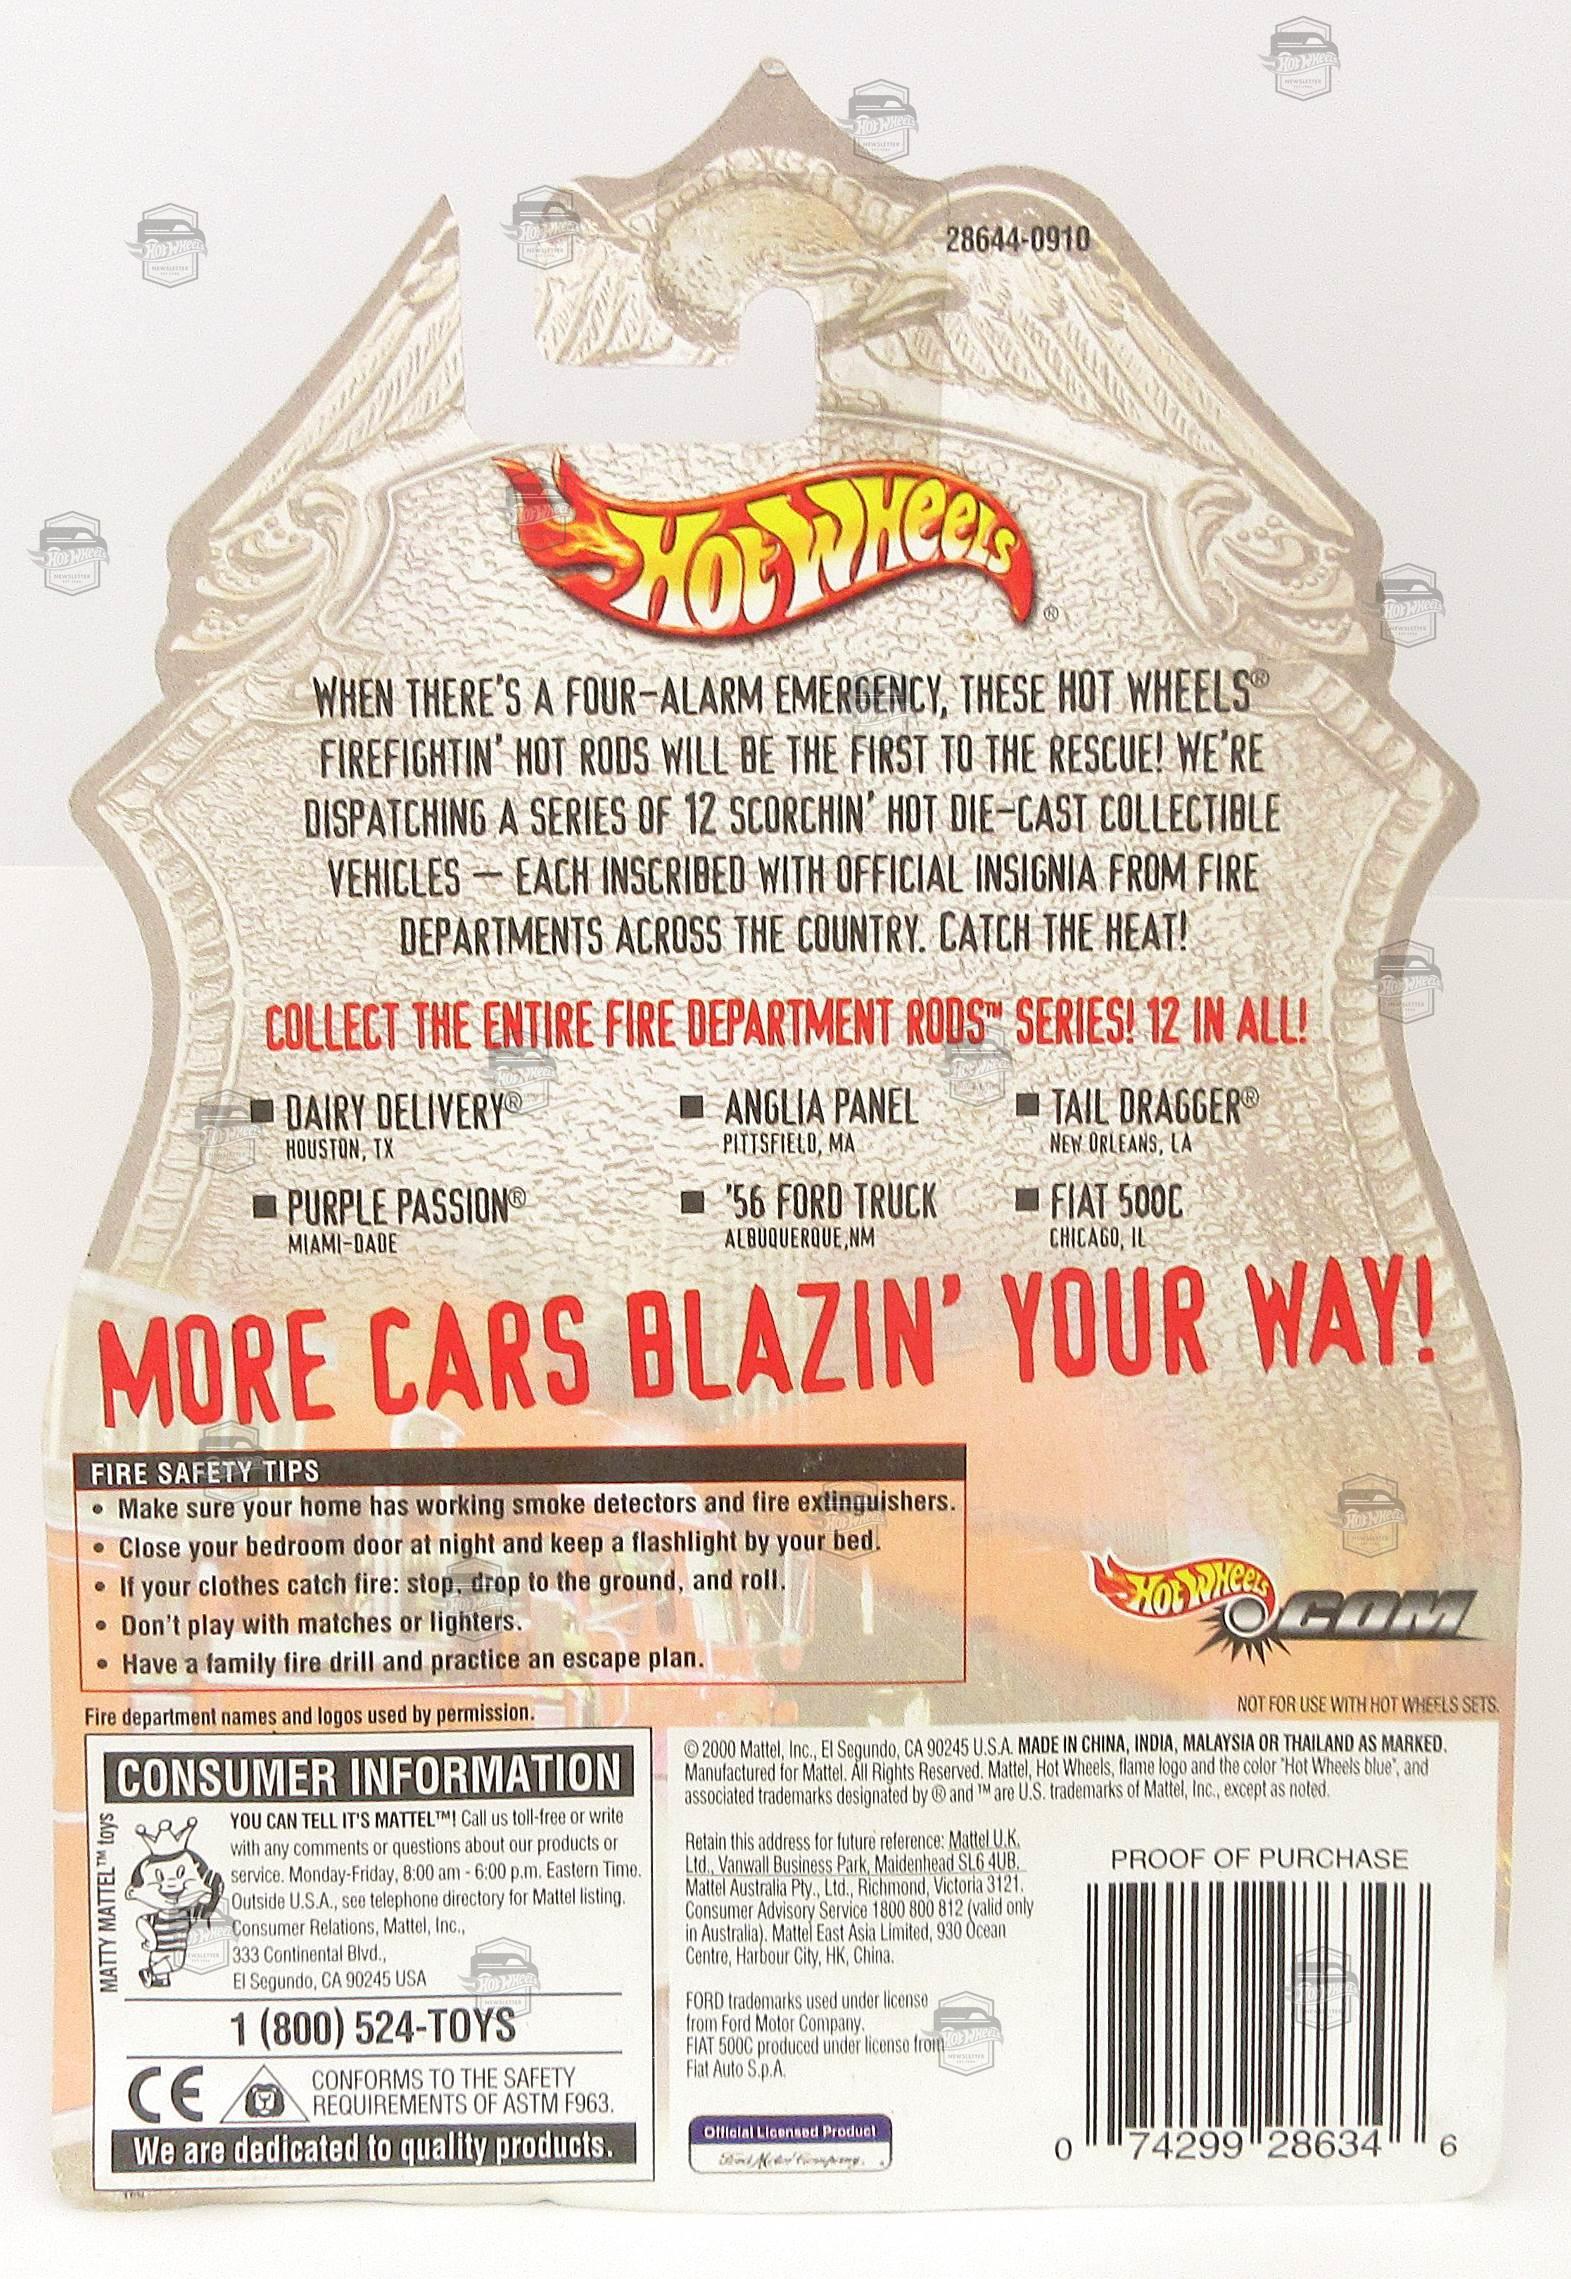 28644-0910
Hot Wheels ®
WHEN THERE'S A FOUR-ALARM EMERGENCY, THESE HOT WHEELS®
FIREFIGHTIN' HOT RODS WILL BE THE FIRST TO THE RESCUE! WE'RE
DISPATCHING A SERIES OF 12 SCORCHIN' HOT DIE-CAST COLLECTIBLE
VEHICLES — EACH INSCRIBED WITH OFFICIAL INSIGNIA FROM FIRE
DEPARTMENTS ACROSS THE COUNTRY. CATCH THE HEAT!
COLLECT THE ENTIRE FIRE DEPARTMENT RODS™ SERIES! 12 IN ALL!
■ DAIRY DELIVERY®
HOUSTON, TX
■ ANGLIA PANEL
PITTSFIELD, MA
■ TAIL DRAGGER®
NEW ORLEANS, LA
■ PURPLE PASSION®
MIAMI-DADE
■ '56 FORD TRUCK
ALBUQUERQUE,NM
■ FIAT 500C
CHICAGO, IL
MORE CARS BLAZIN' YOUR WAY!
FIRE SAFETY TIPS
• Make sure your home has working smoke detectors and fire extinguishers.
• Close your bedroom door at night and keep a flashlight by your bed.
• If your clothes catch fire: stop, drop to the ground, and roll.
• Don't play with matches or lighters.
• Have a family fire drill and practice an escape plan.
Hot Wheels .COM
NOT FOR USE WITH HOT WHEELS SETS.
Fire department names and logos used by permission.
CONSUMER INFORMATION
MATTY MATTEL™ toys
YOU CAN TELL IT'S MATTEL™! Call us toll-free or write
with any comments or questions about our products or
service. Monday-Friday, 8:00 am - 6:00 p.m. Eastern Time.
Outside U.S.A., see telephone directory for Mattel listing.
Consumer Relations, Mattel, Inc.,
333 Continental Blvd.,
El Segundo, CA 90245 USA
1 (800) 524-TOYS
CE
CONFORMS TO THE SAFETY
REQUIREMENTS OF ASTM F963.
We are dedicated to quality products.
© 2000 Mattel, Inc., El Segundo, CA 90245 U.S.A. MADE IN CHINA, INDIA, MALAYSIA OR THAILAND AS MARKED.
Manufactured for Mattel. All Rights Reserved. Mattel, Hot Wheels, flame logo and the color "Hot Wheels blue", and
associated trademarks designated by ® and ™ are U.S. trademarks of Mattel, Inc., except as noted.
Retain this address for future reference: Mattel U.K.
Ltd., Vanwall Business Park, Maidenhead SL6 4UB.
Mattel Australia Pty., Ltd., Richmond, Victoria 3121.
Consumer Advisory Service 1800 800 812 (valid only
in Australia). Mattel East Asia Limited, 930 Ocean
Centre, Harbour City, HK, China.
FORD trademarks used under license
from Ford Motor Company.
FIAT 500C produced under license from
Fiat Auto S.p.A.
Official Licensed Product
Ford Motor Company.
PROOF OF PURCHASE
0 74299 28634 6